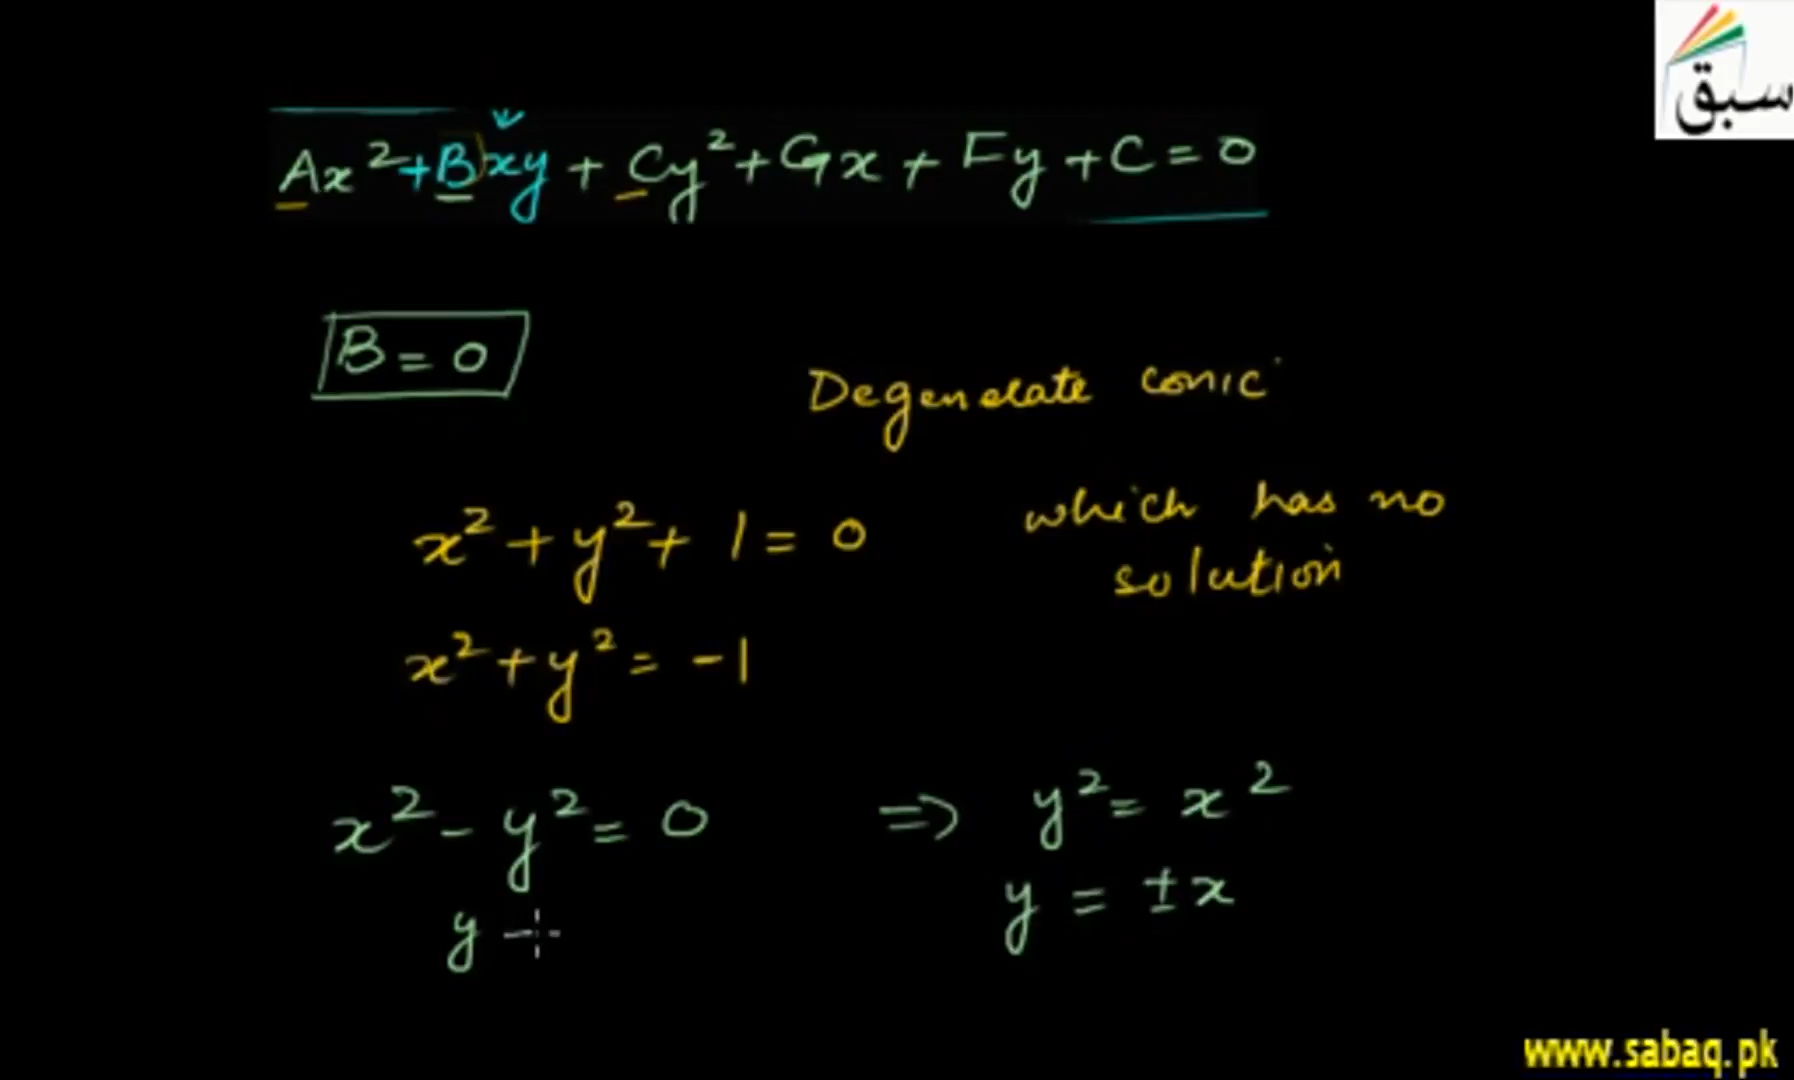 سبق
Ax²+Bxy + Cy²+Gx + Fy +C=0
B=0
Degenerate conic
x²+y²+1=0
which has no
solution
x²+y²=-1
x²-y²=0 => y²=x²
y = ±x
y -
www.sabaq.pk